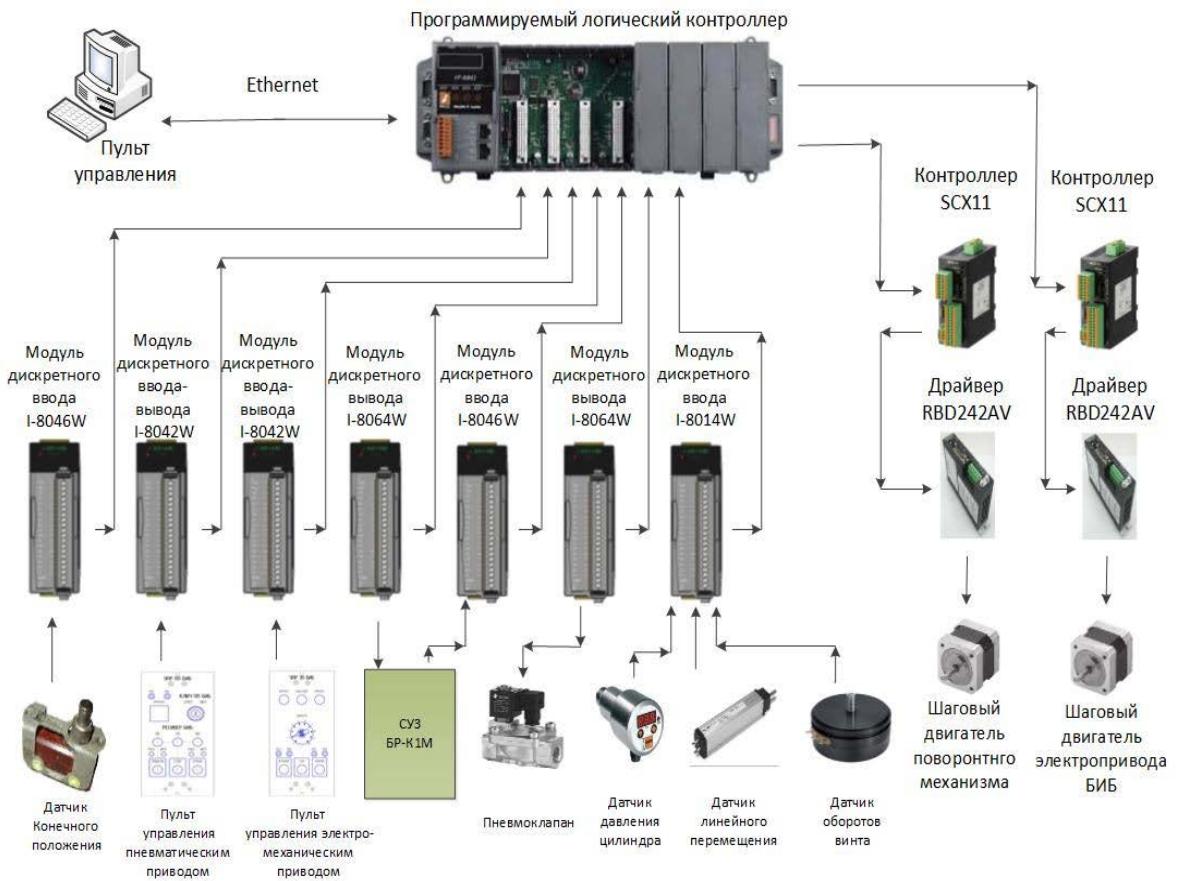 Программируемый логический контроллер
Ethernet
Пульт
управления
Контроллер
SCX11
Контроллер
SCX11
Модуль
дискретного
ввода
I-8046W
Модуль
дискретного
ввода-
вывода
I-8042W
Модуль
дискретного
ввода-
вывода
I-8042W
Модуль
дискретного
вывода
I-8064W
Модуль
дискретного
ввода
I-8046W
Модуль
дискретного
вывода
I-8064W
Модуль
дискретного
ввода
I-8014W
Драйвер
RBD242AV
Драйвер
RBD242AV
СУЗ
БР-К1М
Датчик
Конечного
положения
Пульт
управления
пневматическим
приводом
Пульт
управления электро-
механическим
приводом
Пневмоклапан
Датчик
давления
цилиндра
Датчик
линейного
перемещения
Датчик
оборотов
винта
Шаговый
двигатель
поворонтго
механизма
Шаговый
двигатель
электропривода
БИБ